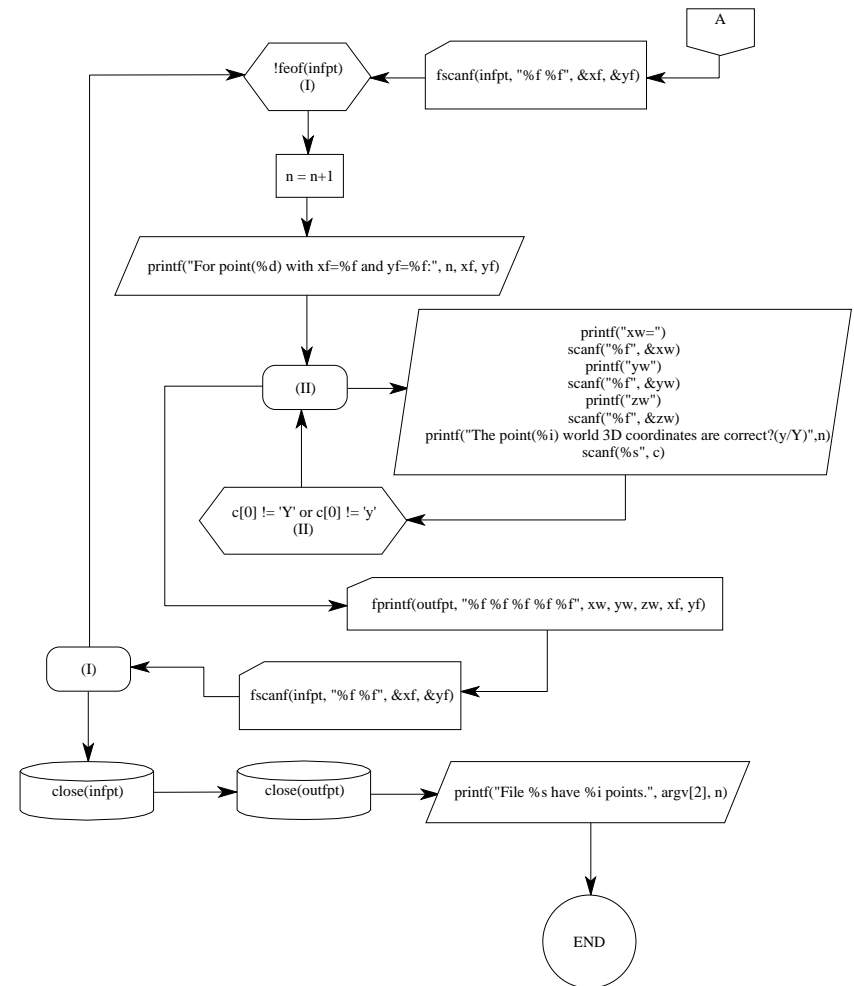 A
!feof(infpt)
(I)
fscanf(infpt, "%f %f", &xf, &yf)
n = n+1
printf("For point(%d) with xf=%f and yf=%f:", n, xf, yf)
printf("xw=")
scanf("%f", &xw)
printf("yw")
scanf("%f", &yw)
printf("zw")
scanf("%f", &zw)
printf("The point(%i) world 3D coordinates are correct?(y/Y)",n)
scanf(%s", c)
(II)
c[0] != 'Y' or c[0] != 'y'
(II)
fprintf(outfpt, "%f %f %f %f %f", xw, yw, zw, xf, yf)
(I)
fscanf(infpt, "%f %f", &xf, &yf)
close(infpt)
close(outfpt)
printf("File %s have %i points.", argv[2], n)
END